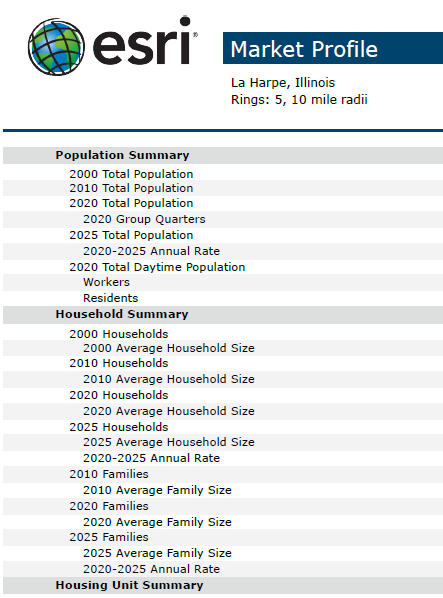 esri®
Market Profile
La Harpe, Illinois
Rings: 5, 10 mile radii
Population Summary
2000 Total Population
2010 Total Population
2020 Total Population
2020 Group Quarters
2025 Total Population
2020-2025 Annual Rate
2020 Total Daytime Population
Workers
Residents
Household Summary
2000 Households
2000 Average Household Size
2010 Households
2010 Average Household Size
2020 Households
2020 Average Household Size
2025 Households
2025 Average Household Size
2020-2025 Annual Rate
2010 Families
2010 Average Family Size
2020 Families
2020 Average Family Size
2025 Families
2025 Average Family Size
2020-2025 Annual Rate
Housing Unit Summary